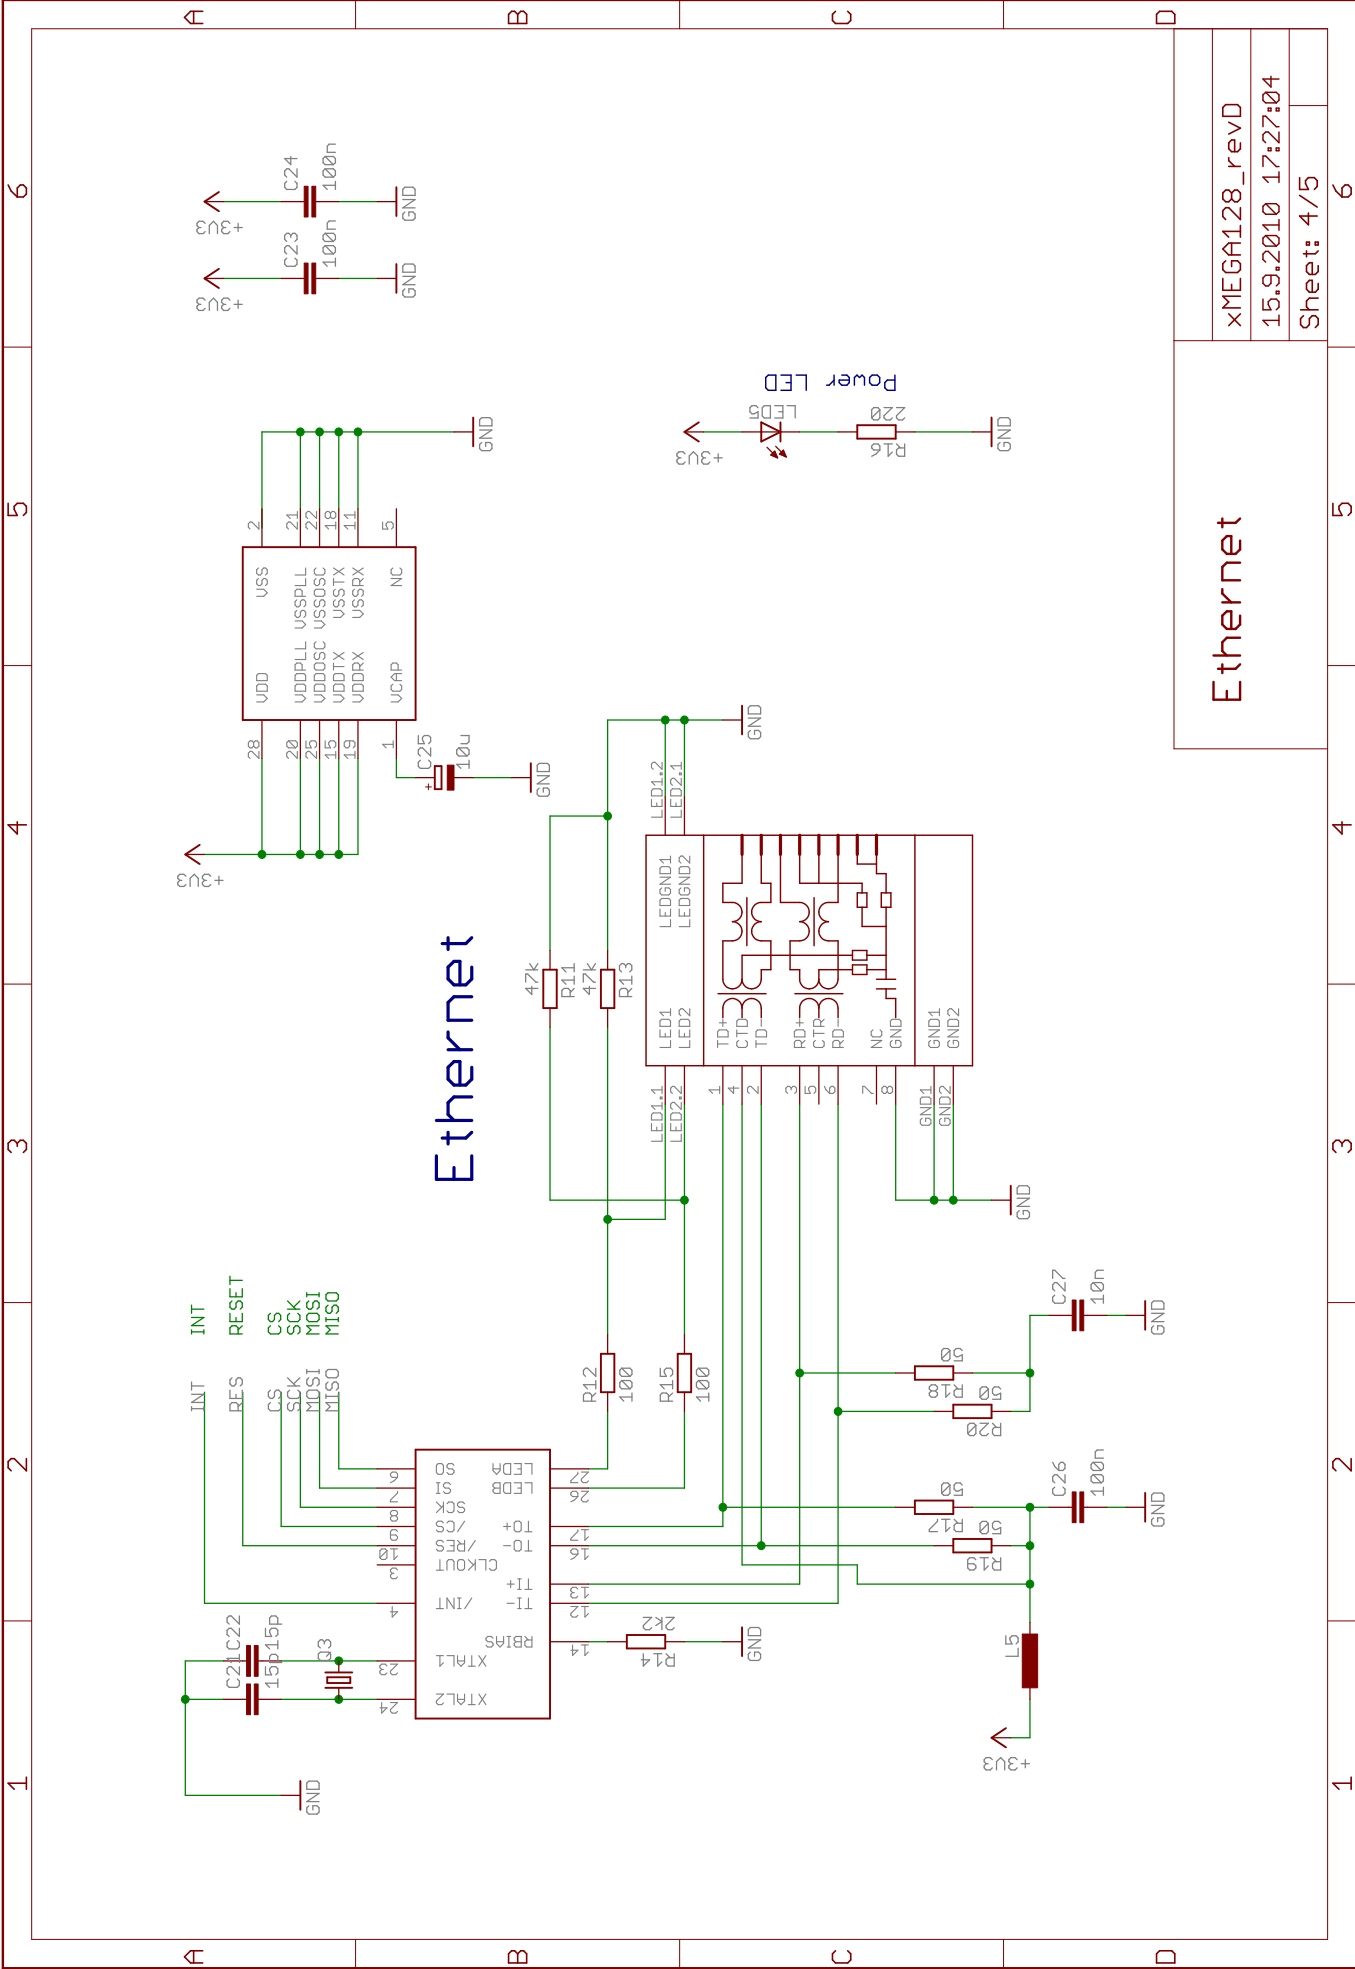 A
B
C
D
6
5
4
3
2
1
+3V3
C24
100n
GND
+3V3
C23
100n
GND
GND
2
21
22
18
11
5
VSS
VSSPLL
VSSOSC
VSSTX
VSSRX
NC
VDD
VDDPLL
VDDOSC
VDDTX
VDDRX
VCAP
28
20
25
15
19
1
+3V3
C25
+
10u
GND
Power LED
LED5
+3V3
220
R16
GND
Ethernet
47k
R11
47k
R13
GND
LED1.2
LED2.1
LEDGND1
LEDGND2
LED1
LED2
TD+
CTD
TD-
RD+
CTR
RD-
NC
GND
GND1
GND2
LED1.1
LED2.2
1
4
2
3
5
6
7
8
GND1
GND2
GND
INT
RESET
CS
SCK
MOSI
MISO
INT
RES
CS
SCK
MOSI
MISO
R12
100
R15
100
6
7
8
9
10
3
4
23
24
SO
SI
SCK
/CS
/RES
CLKOUT
/INT
XTAL1
XTAL2
LEDA
LEDB
TO+
TO-
TI+
TI-
RBIAS
27
26
17
16
13
12
14
C22
15p
C21
15p
Q3
GND
2k2
R14
GND
50
R18
50
R20
C27
10n
GND
50
R17
50
R19
C26
100n
GND
L5
+3V3
Ethernet
xMEGA128_revD
15.9.2010 17:27:04
Sheet: 4/5
6
5
4
3
2
1
A
B
C
D